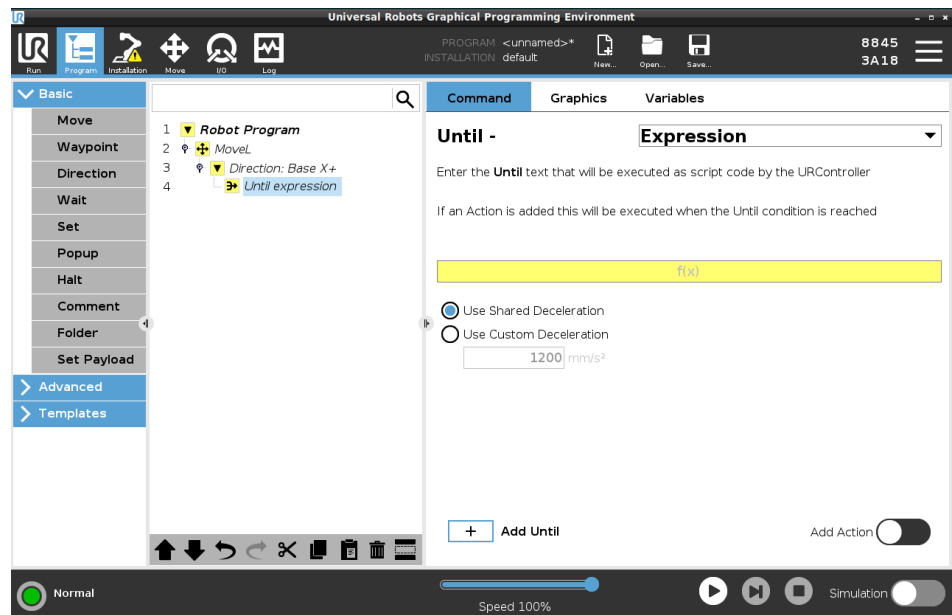 Universal Robots Graphical Programming Environment
UR
Run
Program
Installation
Move
I/O
Log
PROGRAM <unnamed>*
INSTALLATION default
New...
Open...
Save...
8845
3A18
Basic
Move
Waypoint
Direction
Wait
Set
Popup
Halt
Comment
Folder
Set Payload
Advanced
Templates
1 Robot Program
2 MoveL
3 Direction: Base X+
4 Until expression
Command Graphics Variables
Until - Expression
Enter the Until text that will be executed as script code by the URController
If an Action is added this will be executed when the Until condition is reached
f(x)
Use Shared Deceleration
Use Custom Deceleration
1200 mm/s²
+ Add Until
Add Action
Normal
Speed 100%
Simulation